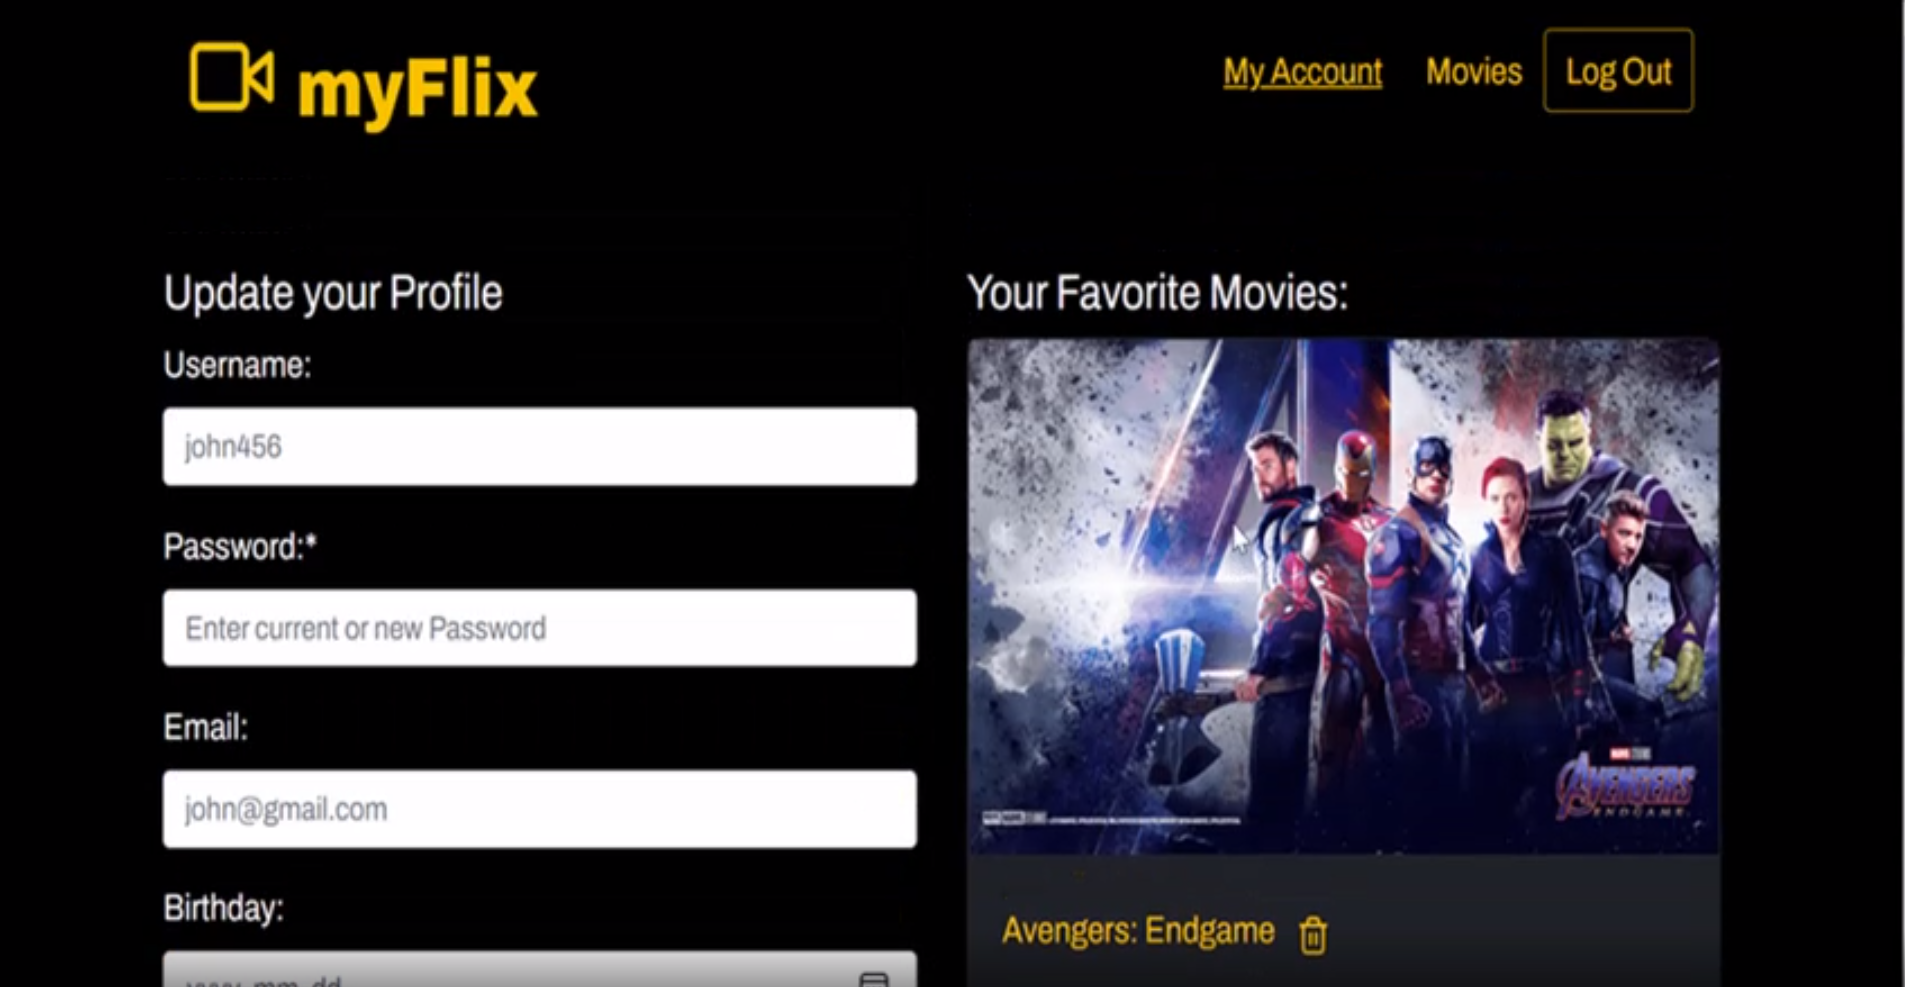 myFlix
My Account Movies Log Out
Update your Profile
Username:
john456
Password:*
Enter current or new Password
Email:
john@gmail.com
Birthday:
Your Favorite Movies:
AVENGERS
ENDGAME
Avengers: Endgame